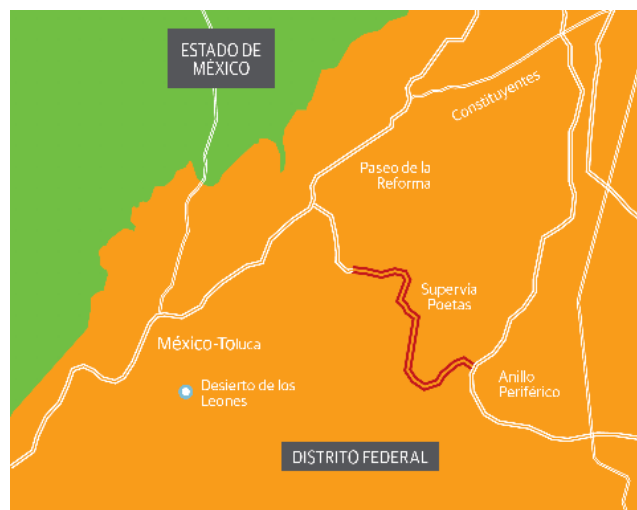 ESTADO DE
MÉXICO
Constituyentes
Paseo de la
Reforma
Supervia
Poetas
México-Toluca
Desierto de los
Leones
Anillo
Periférico
DISTRITO FEDERAL